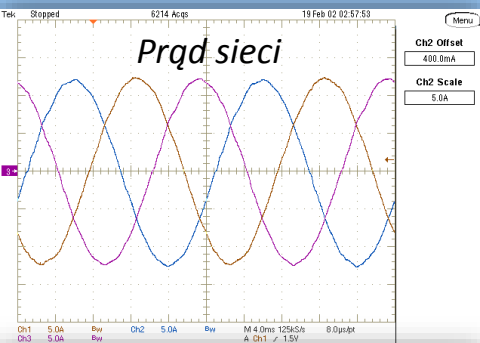 Tek Stopped 6214 Acqs 19 Feb 02 02:57:53
Menu
Prąd sieci
Ch2 Offset
400.0mA
Ch2 Scale
5.0A
3
Ch1 5.0A Bw Ch2 5.0A Bw M 4.0ms 125kS/s 8.0µs/pt
Ch3 5.0A Bw A Ch1 ∕ 1.5V